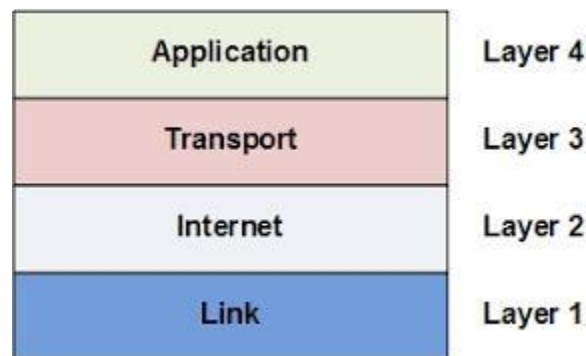 Application Layer 4
Transport Layer 3
Internet Layer 2
Link Layer 1